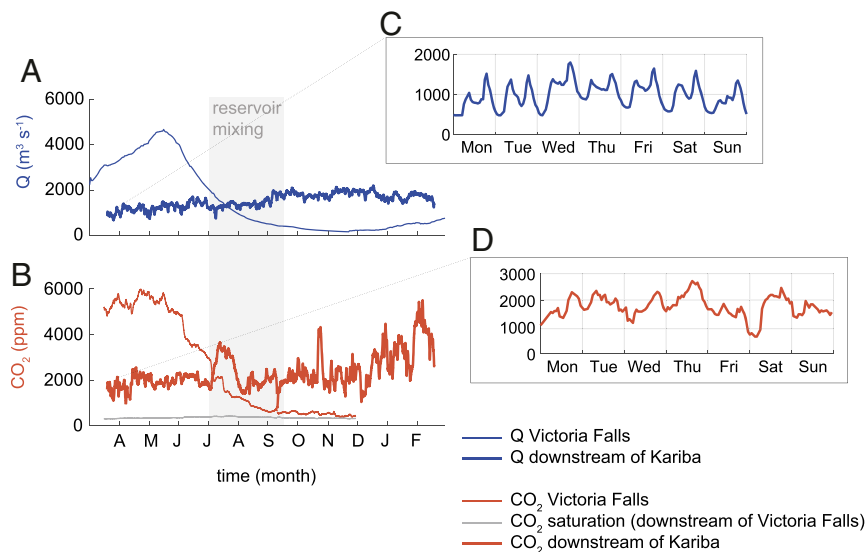 C
A
2000
1000
0
Mon Tue Wed Thu Fri Sat Sun
6000
4000
2000
0
Q (m³ s⁻¹)
reservoir
mixing
D
B
3000
2000
1000
0
Mon Tue Wed Thu Fri Sat Sun
6000
4000
2000
0
CO₂ (ppm)
A M J J A S O N D J F
time (month)
Q Victoria Falls
Q downstream of Kariba
CO₂ Victoria Falls
CO₂ saturation (downstream of Victoria Falls)
CO₂ downstream of Kariba